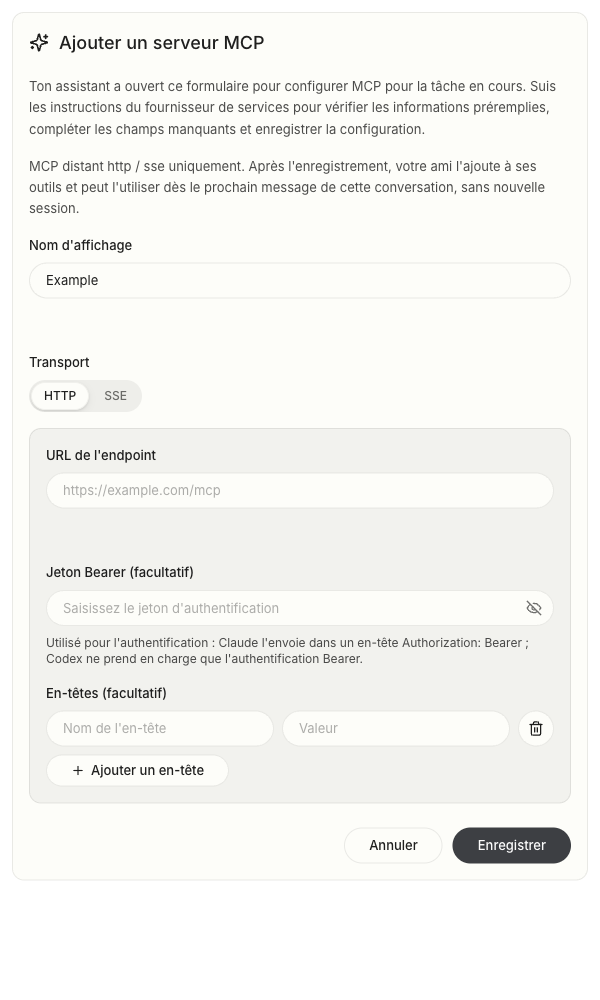 Ajouter un serveur MCP
Ton assistant a ouvert ce formulaire pour configurer MCP pour la tâche en cours. Suis
les instructions du fournisseur de services pour vérifier les informations préremplies,
compléter les champs manquants et enregistrer la configuration.
MCP distant http / sse uniquement. Après l'enregistrement, votre ami l'ajoute à ses
outils et peut l'utiliser dès le prochain message de cette conversation, sans nouvelle
session.
Nom d'affichage
Example
Transport
HTTP SSE
URL de l'endpoint
https://example.com/mcp
Jeton Bearer (facultatif)
Saisissez le jeton d'authentification
Utilisé pour l'authentification : Claude l'envoie dans un en-tête Authorization: Bearer ;
Codex ne prend en charge que l'authentification Bearer.
En-têtes (facultatif)
Nom de l'en-tête Valeur
+ Ajouter un en-tête
Annuler Enregistrer